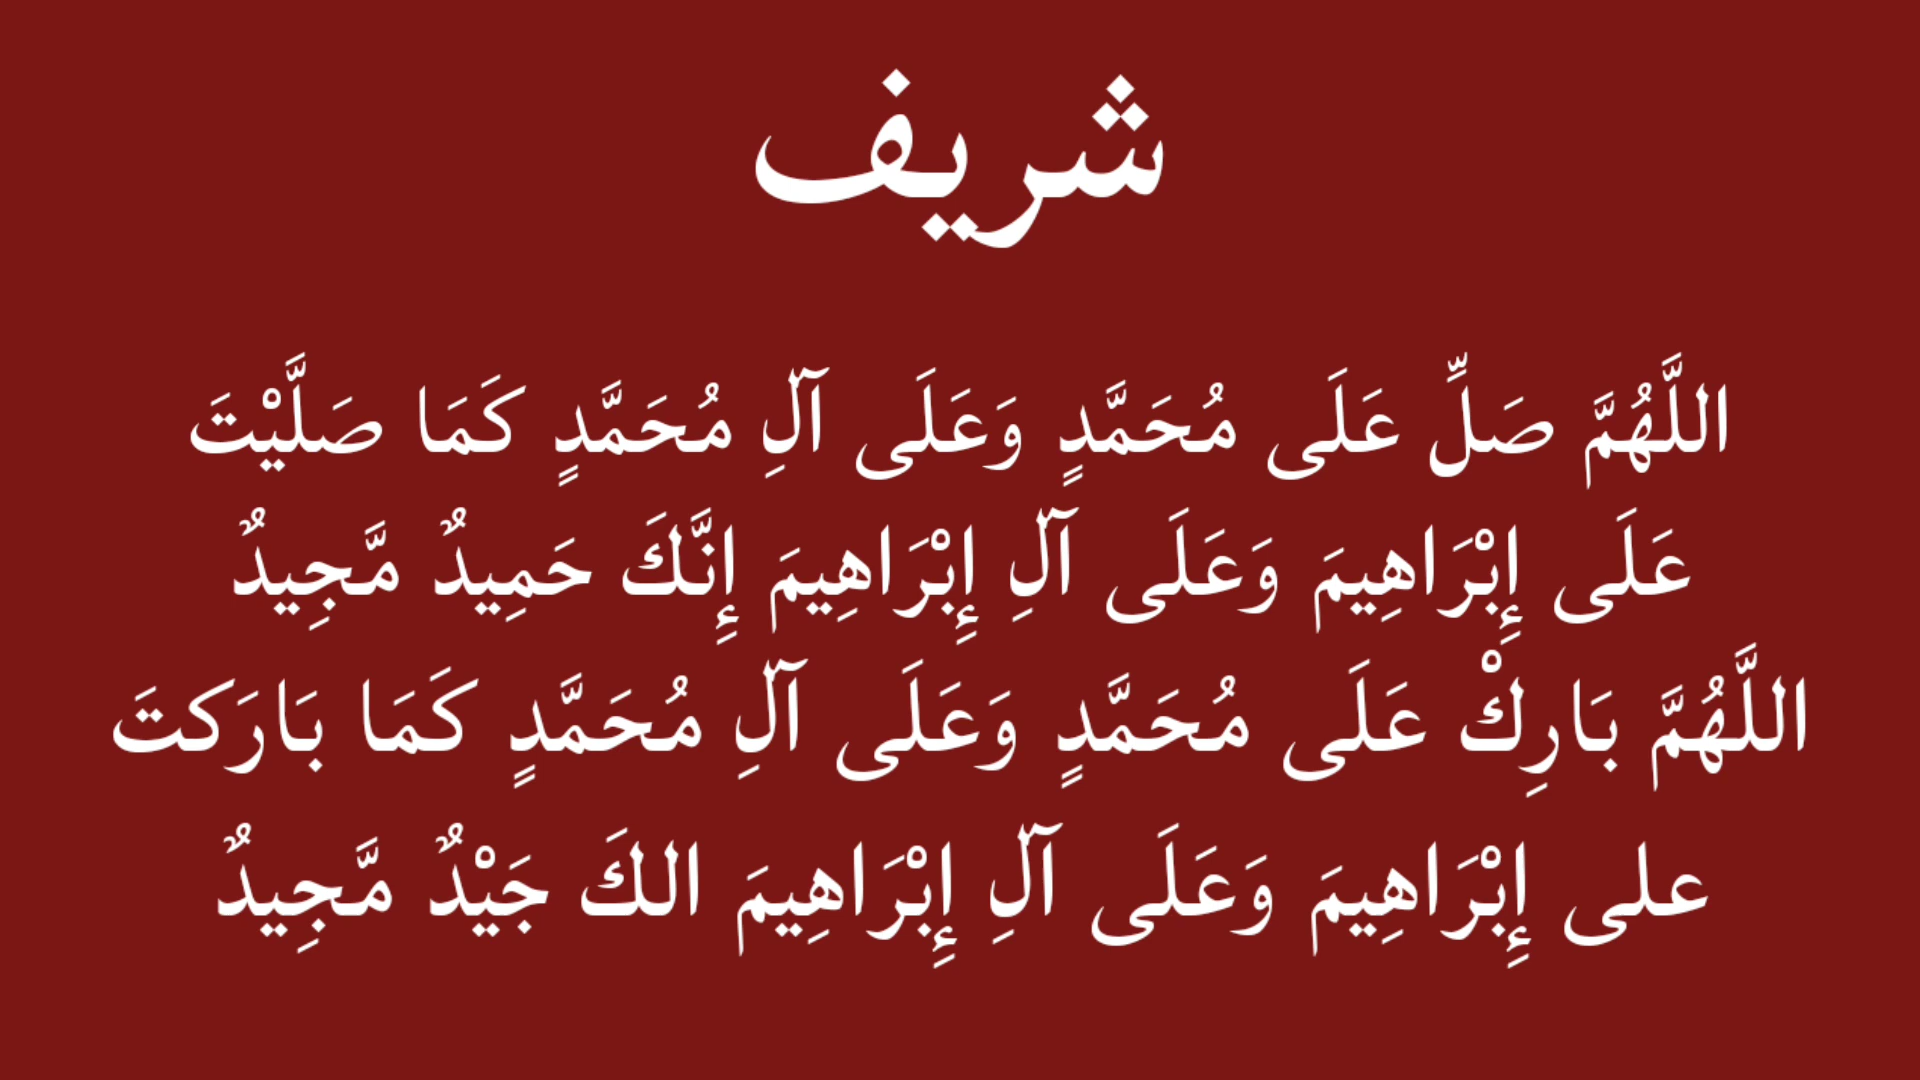 شريف
اللَّهُمَّ صَلِّ عَلَى مُحَمَّدٍ وَعَلَى آلِ مُحَمَّدٍ كَمَا صَلَّيْتَ
عَلَى إِبْرَاهِيمَ وَعَلَى آلِ إِبْرَاهِيمَ إِنَّكَ حَمِيدٌ مَّجِيدٌ
اللَّهُمَّ بَارِكْ عَلَى مُحَمَّدٍ وَعَلَى آلِ مُحَمَّدٍ كَمَا بَارَكتَ
على إِبْرَاهِيمَ وَعَلَى آلِ إِبْرَاهِيمَ الكَ جَيْدٌ مَّجِيدٌ